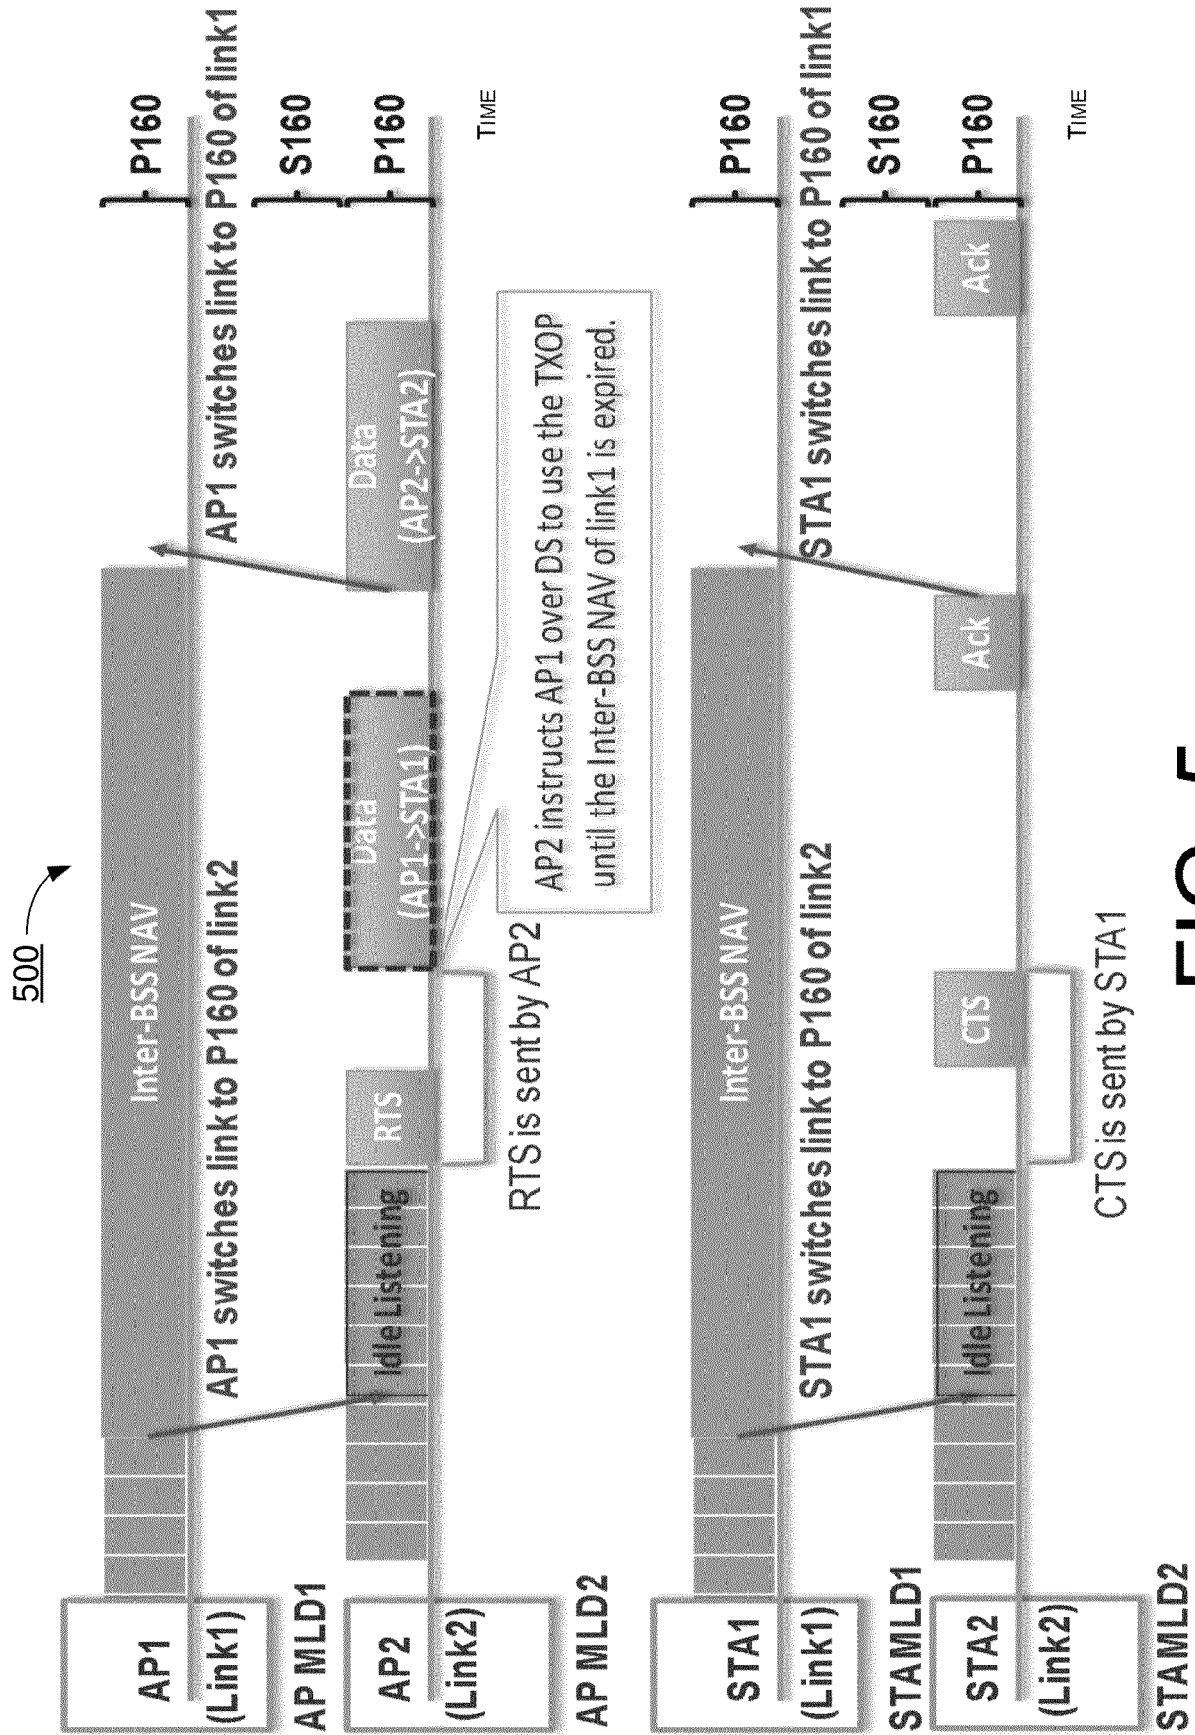 500
AP1
(Link1)
AP MLD1
Inter-BSS NAV
P160
AP1 switches link to P160 of link2
AP1 switches link to P160 of link1
S160
AP2
(Link2)
AP MLD2
Idle Listening
RTS
Data
(AP1->STA1)
Data
(AP2->STA2)
P160
TIME
RTS is sent by AP2
AP2 instructs AP1 over DS to use the TXOP
until the Inter-BSS NAV of link1 is expired.
STA1
(Link1)
STAMLD1
Inter-BSS NAV
P160
STA1 switches link to P160 of link2
STA1 switches link to P160 of link1
S160
STA2
(Link2)
STAMLD2
Idle Listening
CTS
Ack
Ack
P160
TIME
CTS is sent by STA1